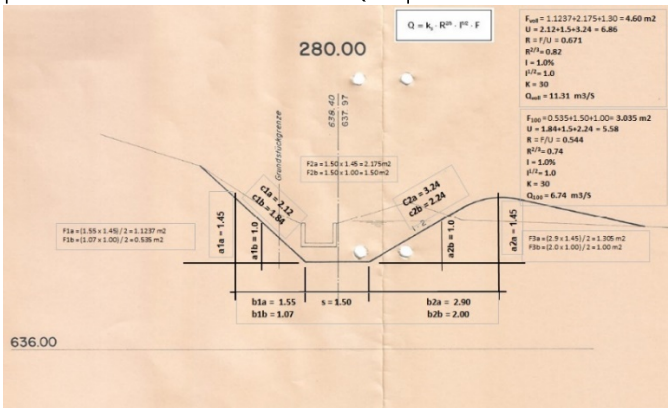 Q = kₛ · R²ᐟ³ · I¹ᐟ² · F
280.00
Fvoll = 1.1237+2.175+1.30 = 4.60 m2
U = 2.12+1.5+3.24 = 6.86
R = F/U = 0.671
R2/3= 0.82
I = 1.0%
I1/2= 1.0
K = 30
Qvoll = 11.31 m3/S
F100 =0.535+1.50+1.00= 3.035 m2
U = 1.84+1.5+2.24 = 5.58
R = F/U = 0.544
R2/3= 0.74
I = 1.0%
I1/2= 1.0
K = 30
Q100 = 6.74 m3/S
Grundstückgrenze
638.40
637 97
F2a = 1.50 x 1.45 = 2.175m2
F2b = 1.50 x 1.00 = 1.50 m2
c1a = 2.12
c1b = 1.84
C2a = 3.24
c2b = 2.24
1 : 2
F1a = (1.55 x 1.45) / 2 = 1.1237 m2
F1b = (1.07 x 1.00) / 2 = 0.535 m2
a1a = 1.45
a1b = 1.0
a2b = 1.0
a2a = 1.45
F3a = (2.9 x 1.45) / 2 = 1.305 m2
F3b = (2.0 x 1.00) / 2 = 1.00 m2
b1a = 1.55
b1b = 1.07
s = 1.50
b2a = 2.90
b2b = 2.00
636.00